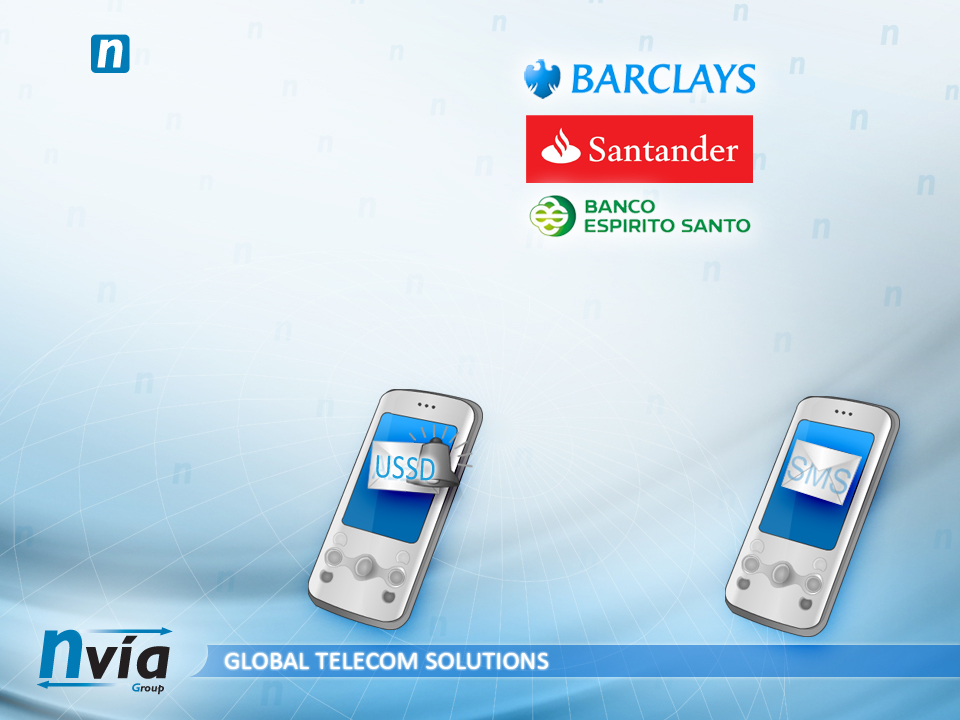 n
BARCLAYS
Santander
BANCO
ESPIRITO SANTO
USSD
SMS
nvía
Group
GLOBAL TELECOM SOLUTIONS